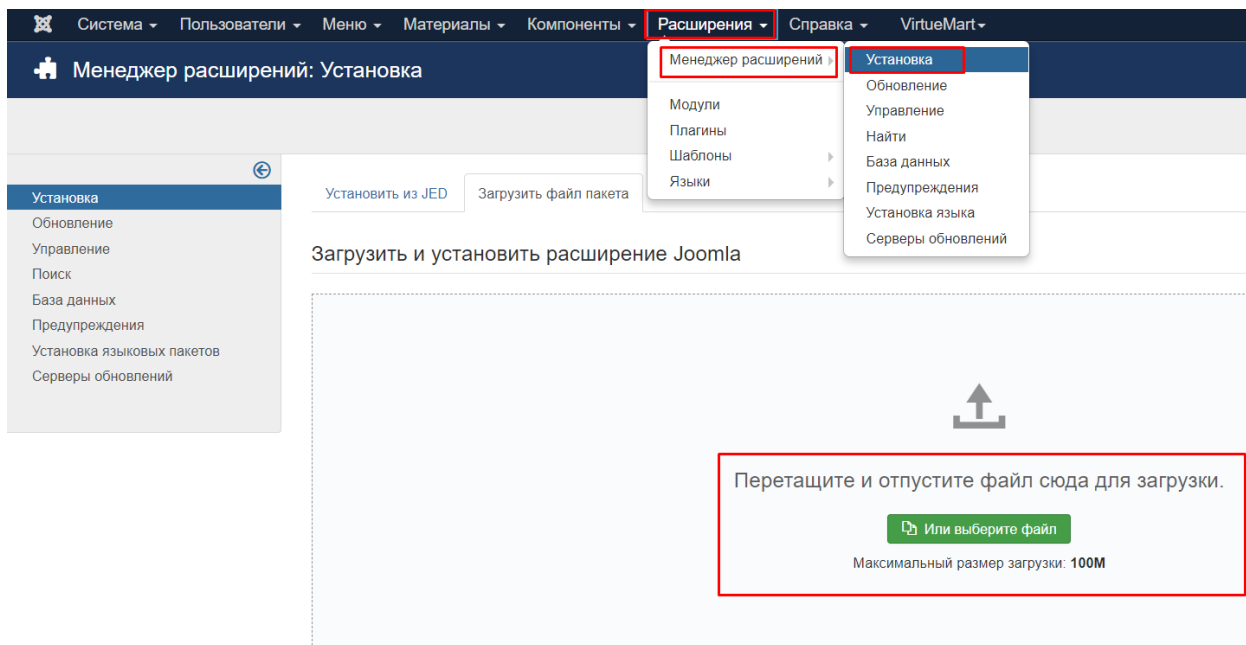 Система Пользователи Меню Материалы Компоненты Расширения Справка VirtueMart
Менеджер расширений: Установка
Менеджер расширений
Модули
Плагины
Шаблоны
Языки
Установка
Обновление
Управление
Найти
База данных
Предупреждения
Установка языка
Серверы обновлений
Установка
Обновление
Управление
Поиск
База данных
Предупреждения
Установка языковых пакетов
Серверы обновлений
Установить из JED Загрузить файл пакета
Загрузить и установить расширение Joomla
Перетащите и отпустите файл сюда для загрузки.
Или выберите файл
Максимальный размер загрузки: 100M